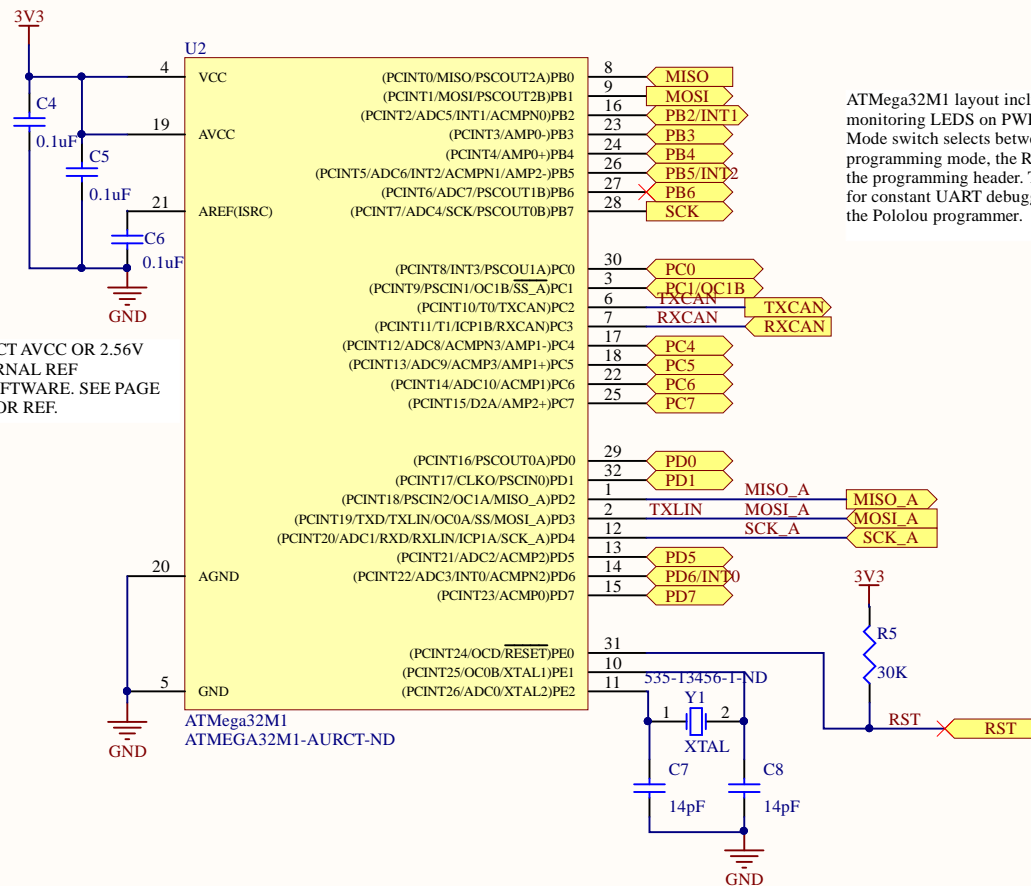 3V3
C4
0.1uF
C5
0.1uF
C6
0.1uF
GND
CT AVCC OR 2.56V
RNAL REF
FTWARE. SEE PAGE
OR REF.
GND
U2
4 VCC
19 AVCC
21 AREF(ISRC)
20 AGND
5 GND
(PCINT0/MISO/PSCOUT2A)PB0 8 MISO
(PCINT1/MOSI/PSCOUT2B)PB1 9 MOSI
(PCINT2/ADC5/INT1/ACMPN0)PB2 16 PB2/INT1
(PCINT3/AMP0-)PB3 23 PB3
(PCINT4/AMP0+)PB4 24 PB4
(PCINT5/ADC6/INT2/ACMPN1/AMP2-)PB5 26 PB5/INT2
(PCINT6/ADC7/PSCOUT1B)PB6 27 PB6
(PCINT7/ADC4/SCK/PSCOUT0B)PB7 28 SCK
(PCINT8/INT3/PSCOU1A)PC0 30 PC0
(PCINT9/PSCIN1/OC1B/SS_A)PC1 3 PC1/OC1B
(PCINT10/T0/TXCAN)PC2 6 TXCAN TXCAN
(PCINT11/T1/ICP1B/RXCAN)PC3 7 RXCAN RXCAN
(PCINT12/ADC8/ACMPN3/AMP1-)PC4 17 PC4
(PCINT13/ADC9/ACMP3/AMP1+)PC5 18 PC5
(PCINT14/ADC10/ACMP1)PC6 22 PC6
(PCINT15/D2A/AMP2+)PC7 25 PC7
(PCINT16/PSCOUT0A)PD0 29 PD0
(PCINT17/CLKO/PSCIN0)PD1 32 PD1
(PCINT18/PSCIN2/OC1A/MISO_A)PD2 1 MISO_A MISO_A
(PCINT19/TXD/TXLIN/OC0A/SS/MOSI_A)PD3 2 TXLIN MOSI_A MOSI_A
(PCINT20/ADC1/RXD/RXLIN/ICP1A/SCK_A)PD4 12 SCK_A SCK_A
(PCINT21/ADC2/ACMP2)PD5 13 PD5
(PCINT22/ADC3/INT0/ACMPN2)PD6 14 PD6/INT0
(PCINT23/ACMP0)PD7 15 PD7
(PCINT24/OCD/RESET)PE0 31
(PCINT25/OC0B/XTAL1)PE1 10
(PCINT26/ADC0/XTAL2)PE2 11
ATMega32M1
ATMEGA32M1-AURCT-ND
535-13456-1-ND
Y1
1 2
XTAL
C7
14pF
C8
14pF
GND
3V3
R5
30K
RST RST
ATMega32M1 layout incl
monitoring LEDS on PW
Mode switch selects betw
programming mode, the R
the programming header. T
for constant UART debugg
the Pololou programmer.